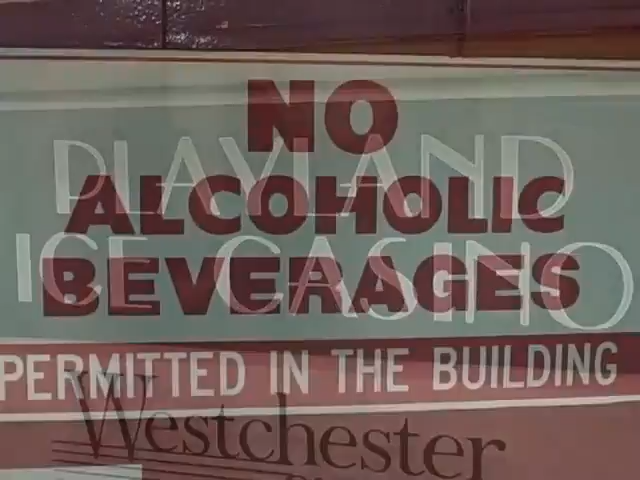 NO
PLAYLAND
ALCOHOLIC
ICE CASINO
BEVERAGES
PERMITTED IN THE BUILDING
Westchester